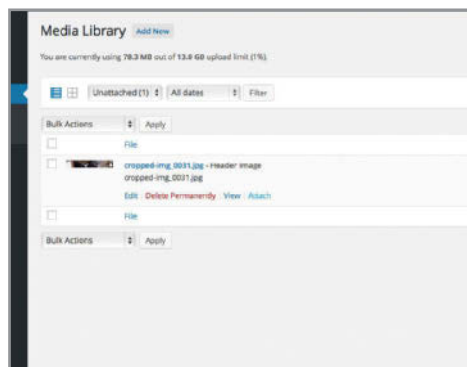 Media Library Add New
You are currently using 78.3 MB out of 13.0 GB upload limit (1%).
Unattached (1) All dates Filter
Bulk Actions Apply
File
cropped-img_0031.jpg - Header Image
cropped-img_0031.jpg
Edit | Delete Permanently | View | Attach
File
Bulk Actions Apply